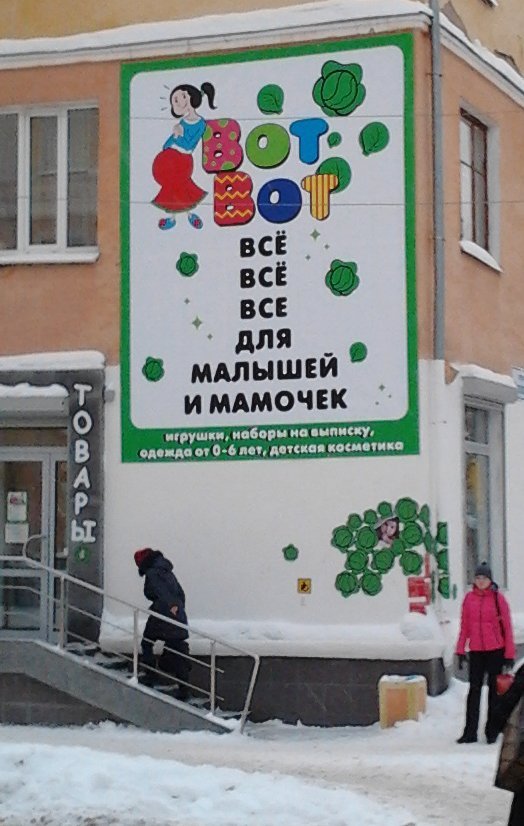 ВОТ
ВОТ
ВСЁ
ВСЁ
ВСЕ
ДЛЯ
МАЛЫШЕЙ
И МАМОЧЕК
игрушки, наборы на выписку,
одежда от 0-6 лет, детская косметика
ТОВАРЫ